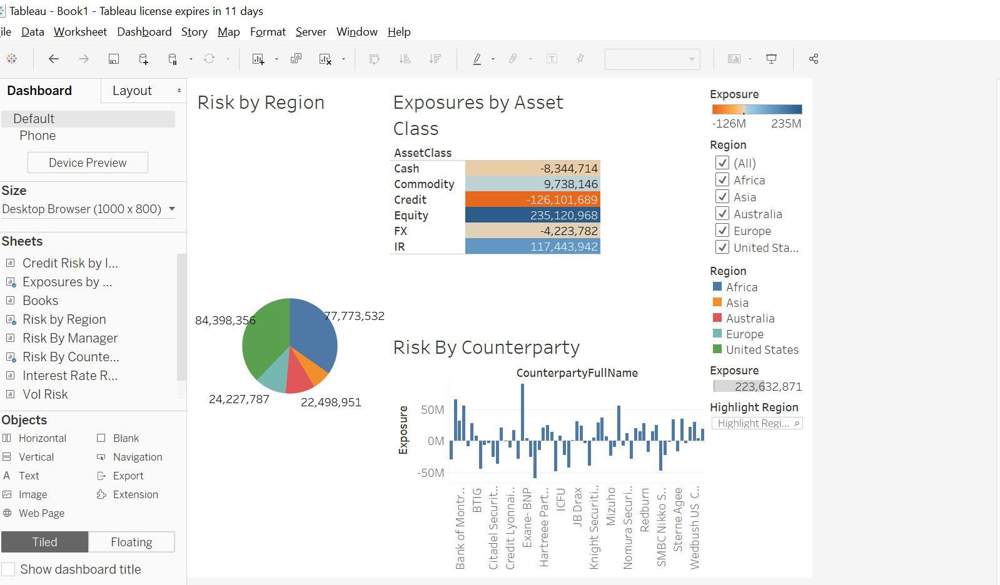 Tableau - Book1 - Tableau license expires in 11 days
ile Data Worksheet Dashboard Story Map Format Server Window Help
Dashboard
Layout
Default
Phone
Device Preview
Size
Desktop Browser (1000 x 800)
Sheets
Credit Risk by I...
Exposures by ...
Books
Risk by Region
Risk By Manager
Risk By Counte...
Interest Rate R...
Vol Risk
Objects
Horizontal
Blank
Vertical
Navigation
Text
Export
Image
Extension
Web Page
Tiled
Floating
Show dashboard title
Risk by Region
84,398,356
77,773,532
24,227,787
22,498,951
Exposures by Asset
Class
AssetClass
Cash -8,344,714
Commodity 9,738,146
Credit -126,101,689
Equity 235,120,968
FX -4,223,782
IR 117,443,942
Risk By Counterparty
CounterpartyFullName
Exposure
50M
0M
-50M
Bank of Montr..
BTIG
Citadel Securit..
Credit Lyonnai..
Exane- BNP
Hartreee Part..
ICFU
JB Drax
Knight Securiti..
Mizuho
Nomura Securi..
Redburn
SMBC Nikko S..
Sterne Agee
Wedbush US C..
Exposure
-126M 235M
Region
(All)
Africa
Asia
Australia
Europe
United Sta...
Region
Africa
Asia
Australia
Europe
United States
Exposure
223,632,871
Highlight Region
Highlight Regi...